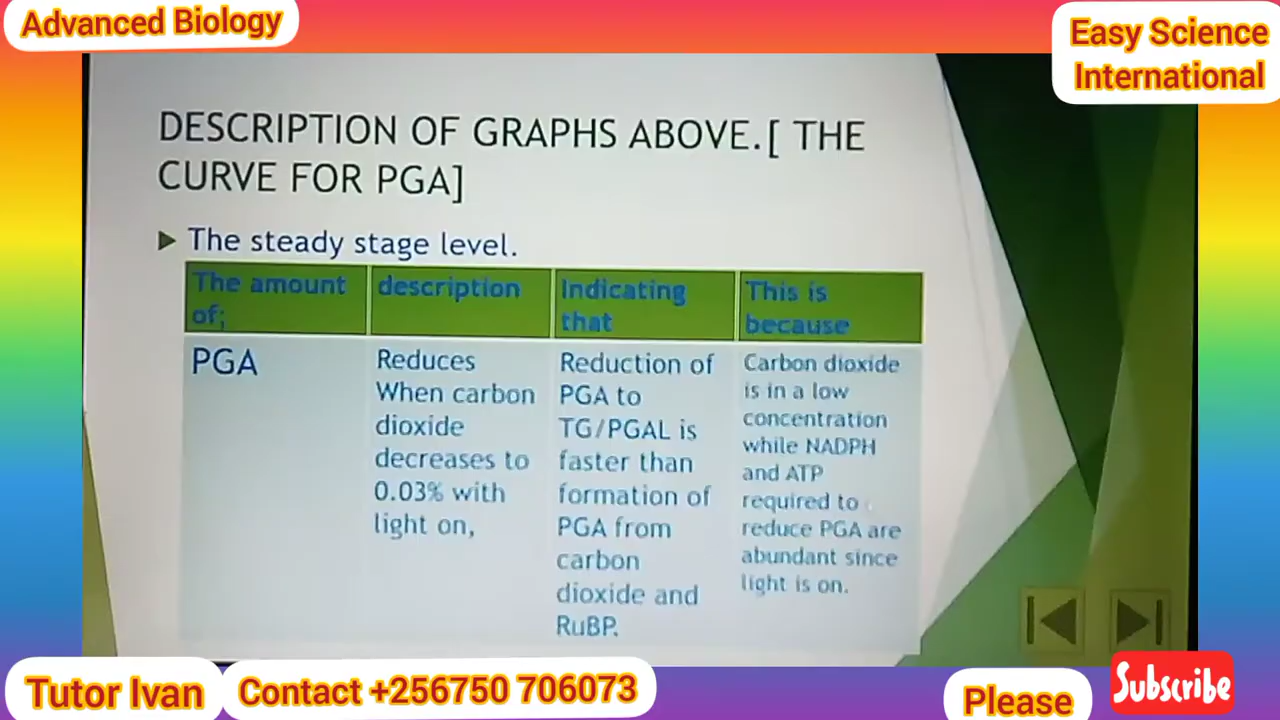 Advanced Biology
Easy Science
International
DESCRIPTION OF GRAPHS ABOVE.[ THE
CURVE FOR PGA]
The steady stage level.
The amount
of;
description
Indicating
that
This is
because
PGA
Reduces
When carbon
dioxide
decreases to
0.03% with
light on,
Reduction of
PGA to
TG/PGAL is
faster than
formation of
PGA from
carbon
dioxide and
RuBP.
Carbon dioxide
is in a low
concentration
while NADPH
and ATP
required to
reduce PGA are
abundant since
light is on.
Tutor Ivan
Contact +256750 706073
Please
Subscribe